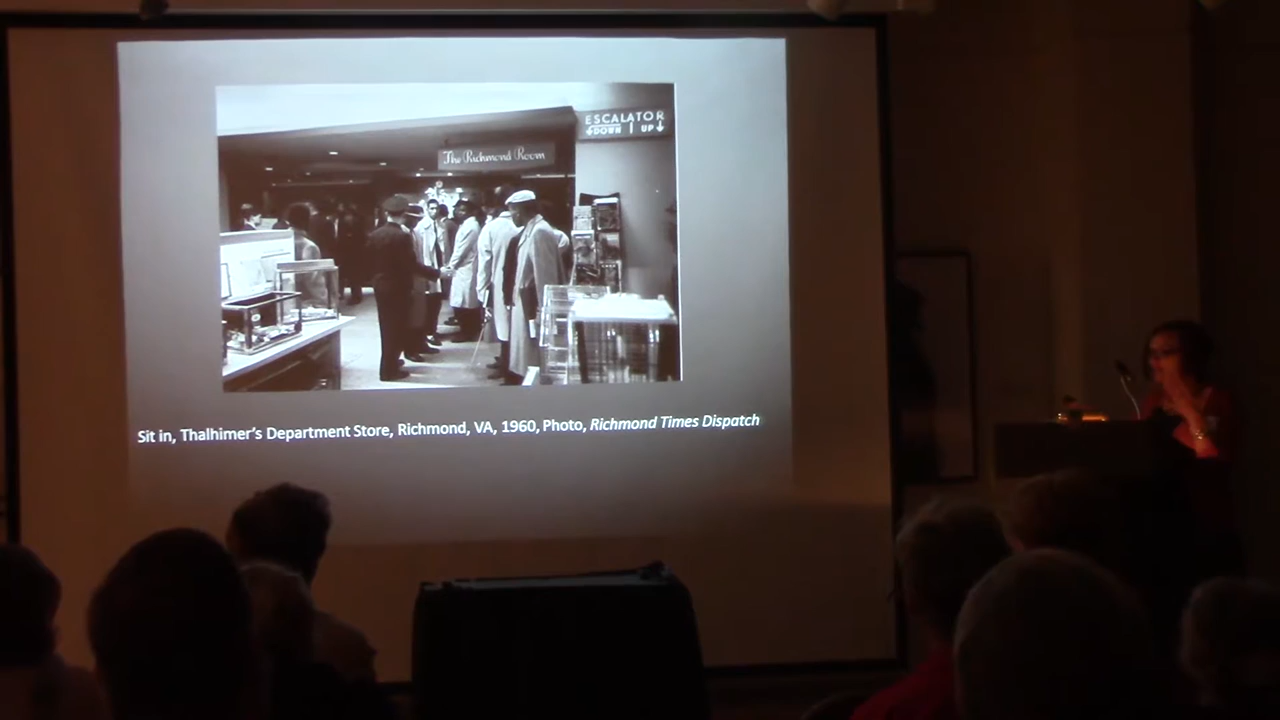 ESCALATOR
↓DOWN UP↓
The Richmond Room
Sit in, Thalhimer's Department Store, Richmond, VA, 1960, Photo, Richmond Times Dispatch